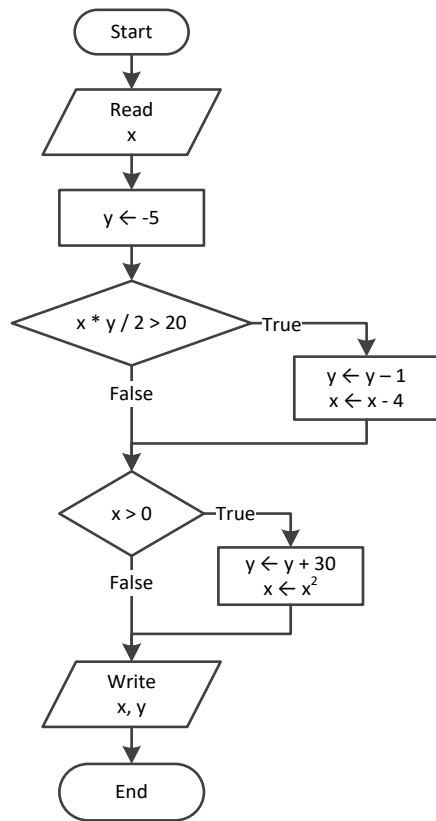 Start
Read
x
y ← -5
x * y / 2 > 20
True
y ← y – 1
x ← x - 4
False
x > 0
True
y ← y + 30
x ← x²
False
Write
x, y
End